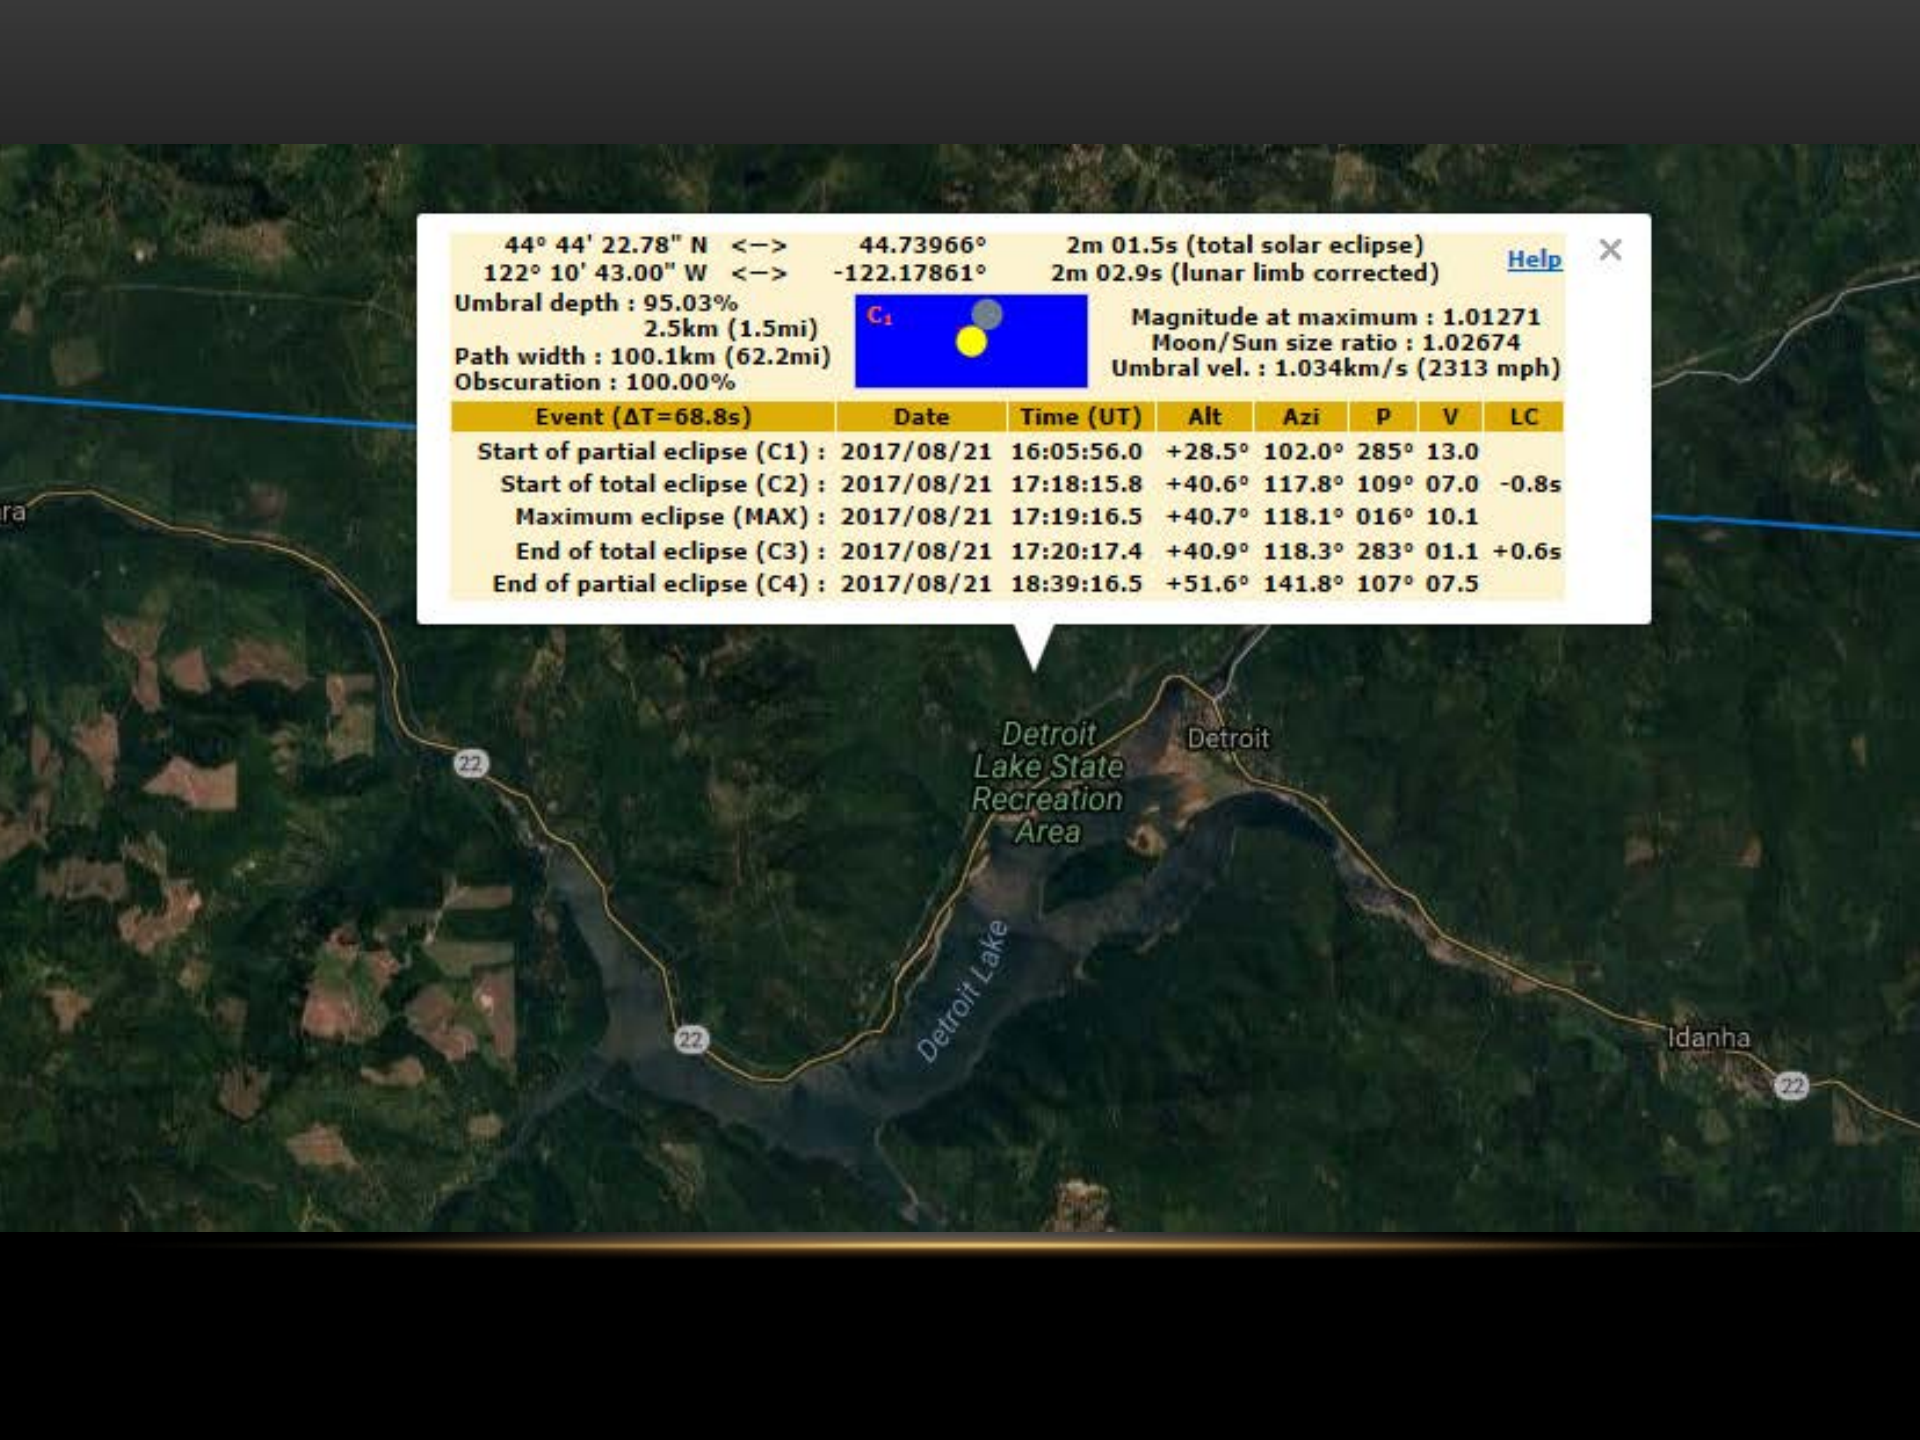 44° 44' 22.78" N <—> 44.73966° 2m 01.5s (total solar eclipse)
122° 10' 43.00" W <—> -122.17861° 2m 02.9s (lunar limb corrected)
Help
Umbral depth : 95.03%
2.5km (1.5mi)
Path width : 100.1km (62.2mi)
Obscuration : 100.00%
C1
Magnitude at maximum : 1.01271
Moon/Sun size ratio : 1.02674
Umbral vel. : 1.034km/s (2313 mph)
Event (ΔT=68.8s) Date Time (UT) Alt Azi P V LC
Start of partial eclipse (C1) : 2017/08/21 16:05:56.0 +28.5° 102.0° 285° 13.0
Start of total eclipse (C2) : 2017/08/21 17:18:15.8 +40.6° 117.8° 109° 07.0 -0.8s
Maximum eclipse (MAX) : 2017/08/21 17:19:16.5 +40.7° 118.1° 016° 10.1
End of total eclipse (C3) : 2017/08/21 17:20:17.4 +40.9° 118.3° 283° 01.1 +0.6s
End of partial eclipse (C4) : 2017/08/21 18:39:16.5 +51.6° 141.8° 107° 07.5
ra
Detroit
Lake State
Recreation
Area
Detroit
22
Detroit Lake
22
Idanha
22